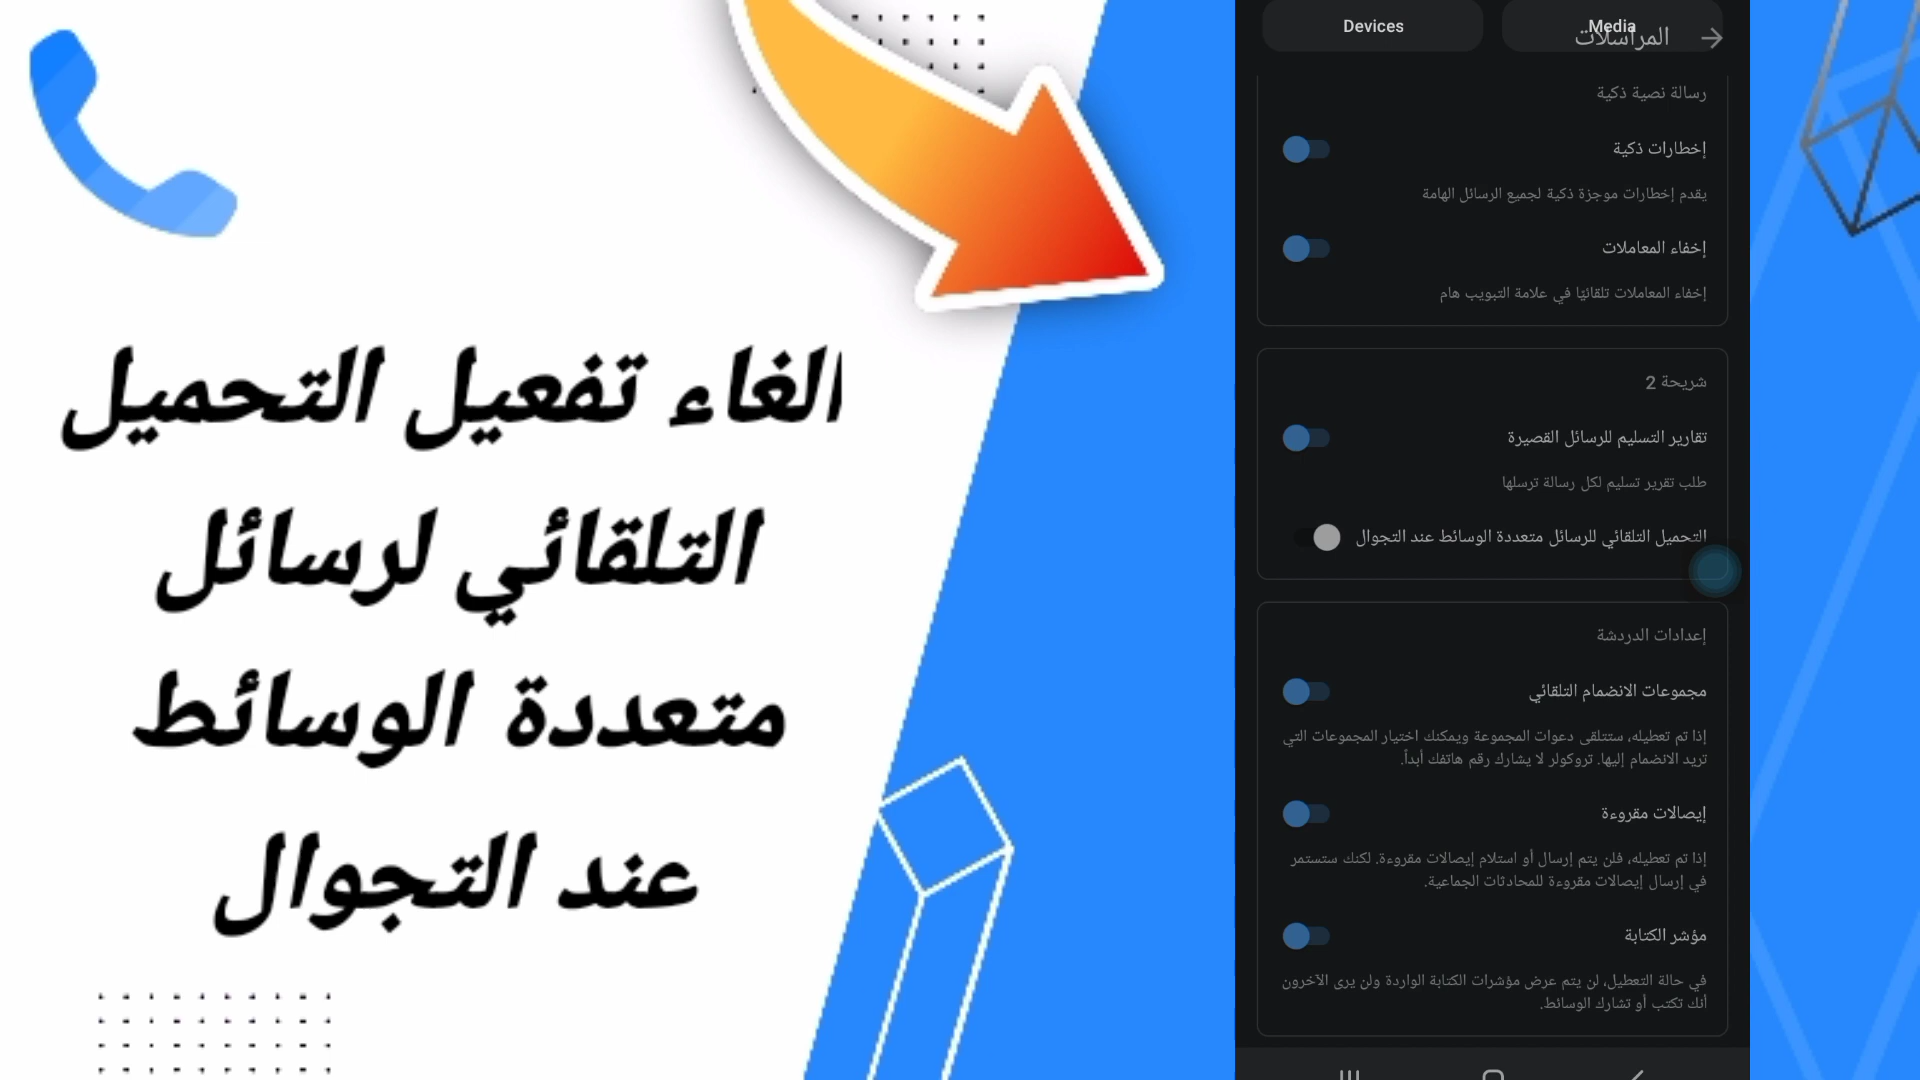 الغاء تفعيل التحميل
التلقائي لرسائل
متعددة الوسائط
عند التجوال
Devices
Media
المراسلات
رسالة نصية ذكية
إخطارات ذكية
يقدم إخطارات موجزة ذكية لجميع الرسائل الهامة
إخفاء المعاملات
إخفاء المعاملات تلقائيًا في علامة التبويب هام
شريحة 2
تقارير التسليم للرسائل القصيرة
طلب تقرير تسليم لكل رسالة ترسلها
التحميل التلقائي للرسائل متعددة الوسائط عند التجوال
إعدادات الدردشة
مجموعات الانضمام التلقائي
إذا تم تعطيله، ستتلقى دعوات المجموعة ويمكنك اختيار المجموعات التي
تريد الانضمام إليها. تروكولر لا يشارك رقم هاتفك أبداً.
إيصالات مقروءة
إذا تم تعطيله، فلن يتم إرسال أو استلام إيصالات مقروءة. لكنك ستستمر
في إرسال إيصالات مقروءة للمحادثات الجماعية.
مؤشر الكتابة
في حالة التعطيل، لن يتم عرض مؤشرات الكتابة الواردة ولن يرى الآخرون
أنك تكتب أو تشارك الوسائط.